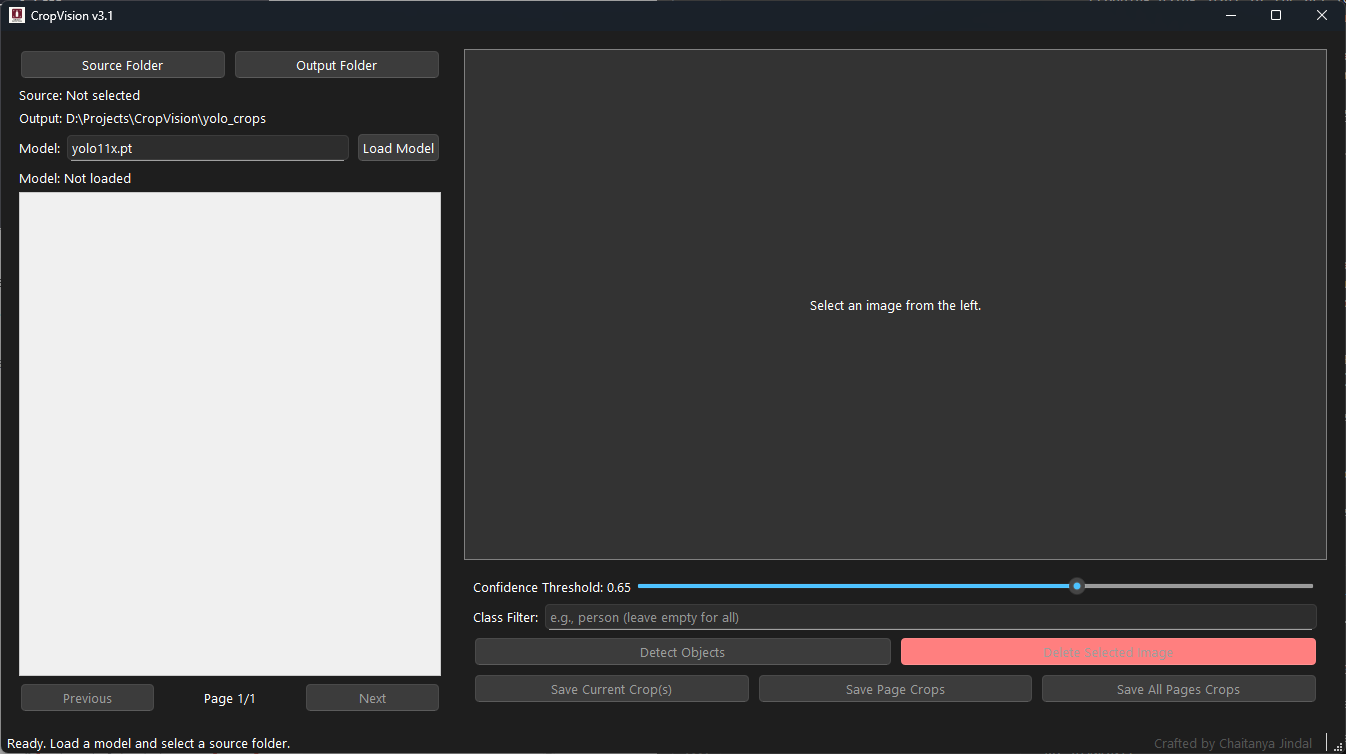 CropVision v3.1
Source Folder
Output Folder
Source: Not selected
Output: D:\Projects\CropVision\yolo_crops
Model: yolo11x.pt
Load Model
Model: Not loaded
Previous
Page 1/1
Next
Select an image from the left.
Confidence Threshold: 0.65
Class Filter: e.g., person (leave empty for all)
Detect Objects
Delete Selected Image
Save Current Crop(s)
Save Page Crops
Save All Pages Crops
Ready. Load a model and select a source folder.
Crafted by Chaitanya Jindal